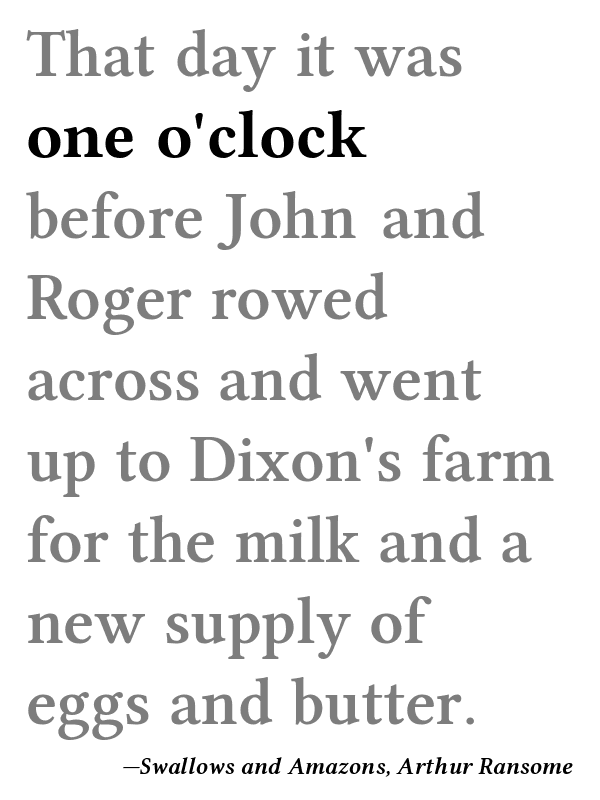 That day it was
one o'clock
before John and
Roger rowed
across and went
up to Dixon's farm
for the milk and a
new supply of
eggs and butter.
—Swallows and Amazons, Arthur Ransome